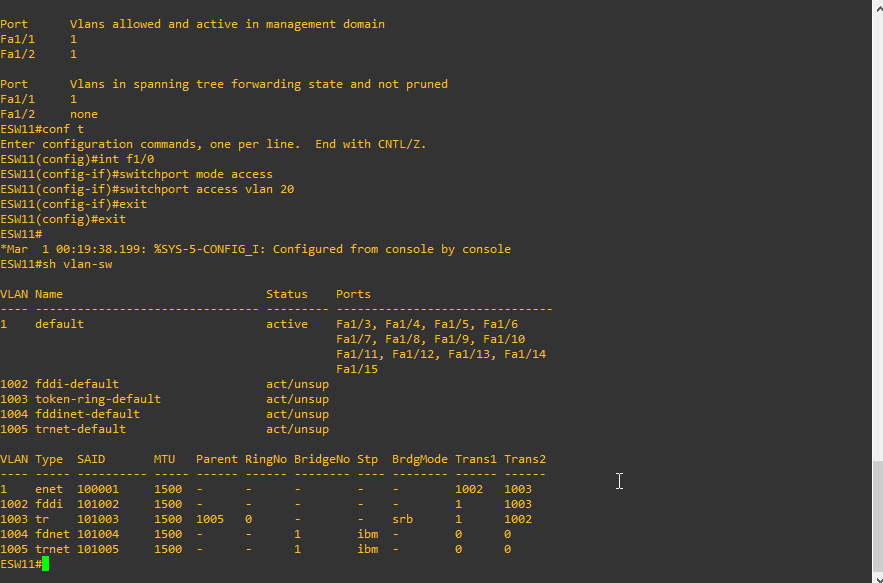 Port      Vlans allowed and active in management domain
Fa1/1     1
Fa1/2     1
Port      Vlans in spanning tree forwarding state and not pruned
Fa1/1     1
Fa1/2     none
ESW11#conf t
Enter configuration commands, one per line.  End with CNTL/Z.
ESW11(config)#int f1/0
ESW11(config-if)#switchport mode access
ESW11(config-if)#switchport access vlan 20
ESW11(config-if)#exit
ESW11(config)#exit
ESW11#
*Mar  1 00:19:38.199: %SYS-5-CONFIG_I: Configured from console by console
ESW11#sh vlan-sw
VLAN Name                             Status    Ports
---- -------------------------------- --------- -------------------------------
1    default                          active    Fa1/3, Fa1/4, Fa1/5, Fa1/6
                                                Fa1/7, Fa1/8, Fa1/9, Fa1/10
                                                Fa1/11, Fa1/12, Fa1/13, Fa1/14
                                                Fa1/15
1002 fddi-default                     act/unsup
1003 token-ring-default               act/unsup
1004 fddinet-default                  act/unsup
1005 trnet-default                    act/unsup
VLAN Type  SAID       MTU   Parent RingNo BridgeNo Stp  BrdgMode Trans1 Trans2
---- ----- ---------- ----- ------ ------ -------- ---- -------- ------ ------
1    enet  100001     1500  -      -      -        -    -        1002   1003
1002 fddi  101002     1500  -      -      -        -    -        1      1003
1003 tr    101003     1500  1005   0      -        -    srb      1      1002
1004 fdnet 101004     1500  -      -      1        ibm  -        0      0
1005 trnet 101005     1500  -      -      1        ibm  -        0      0
ESW11#